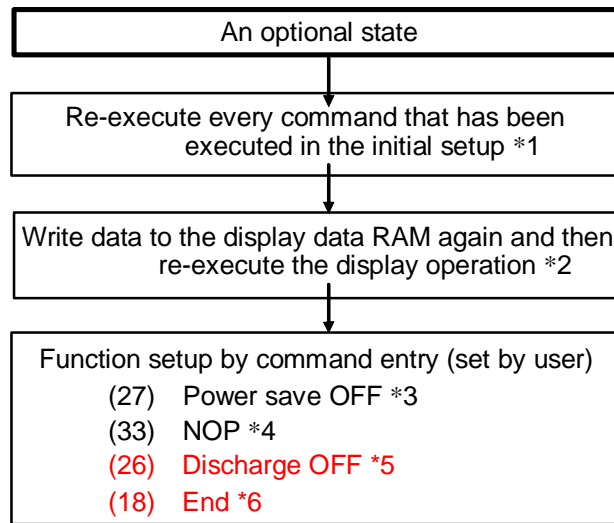 An optional state
Re-execute every command that has been
executed in the initial setup *1
Write data to the display data RAM again and then
re-execute the display operation *2
Function setup by command entry (set by user)
(27) Power save OFF *3
(33) NOP *4
(26) Discharge OFF *5
(18) End *6